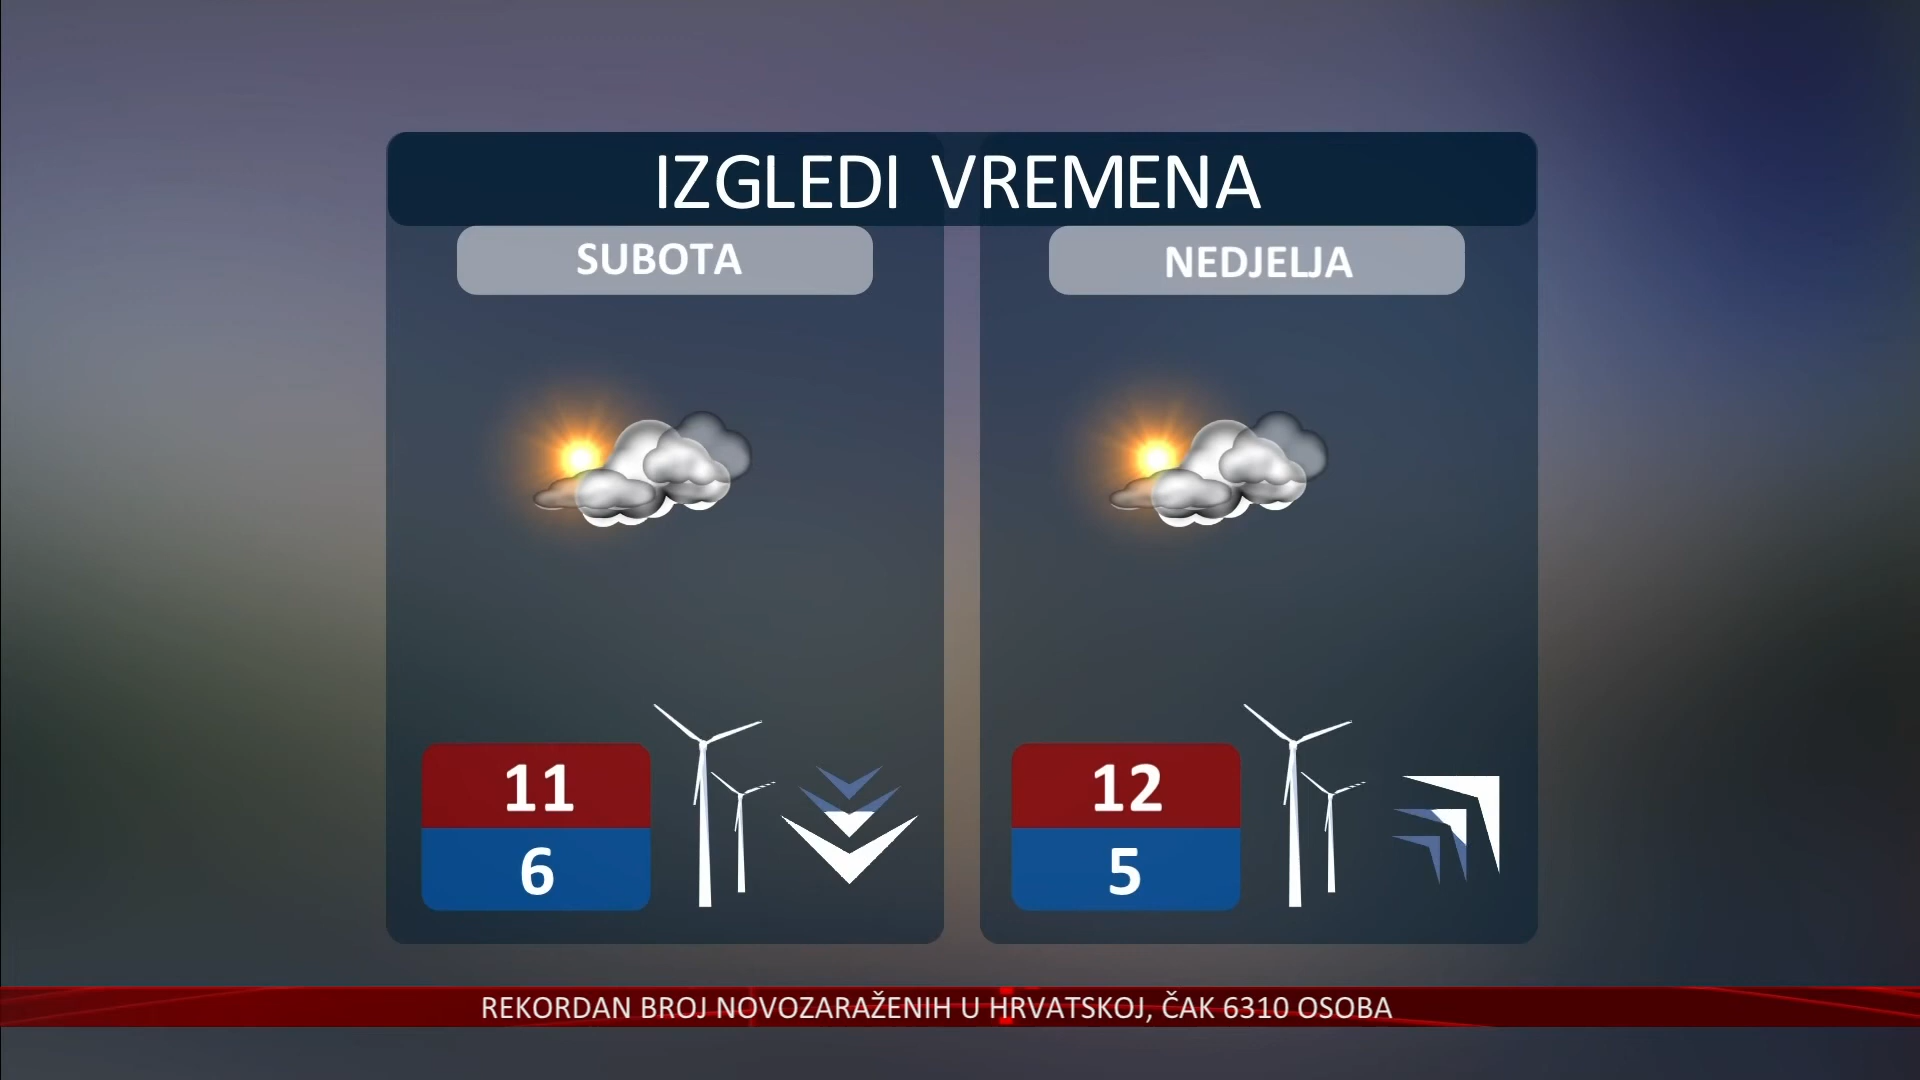 IZGLEDI VREMENA
SUBOTA
NEDJELJA
11
6
12
5
REKORDAN BROJ NOVOZARAŽENIH U HRVATSKOJ, ČAK 6310 OSOBA